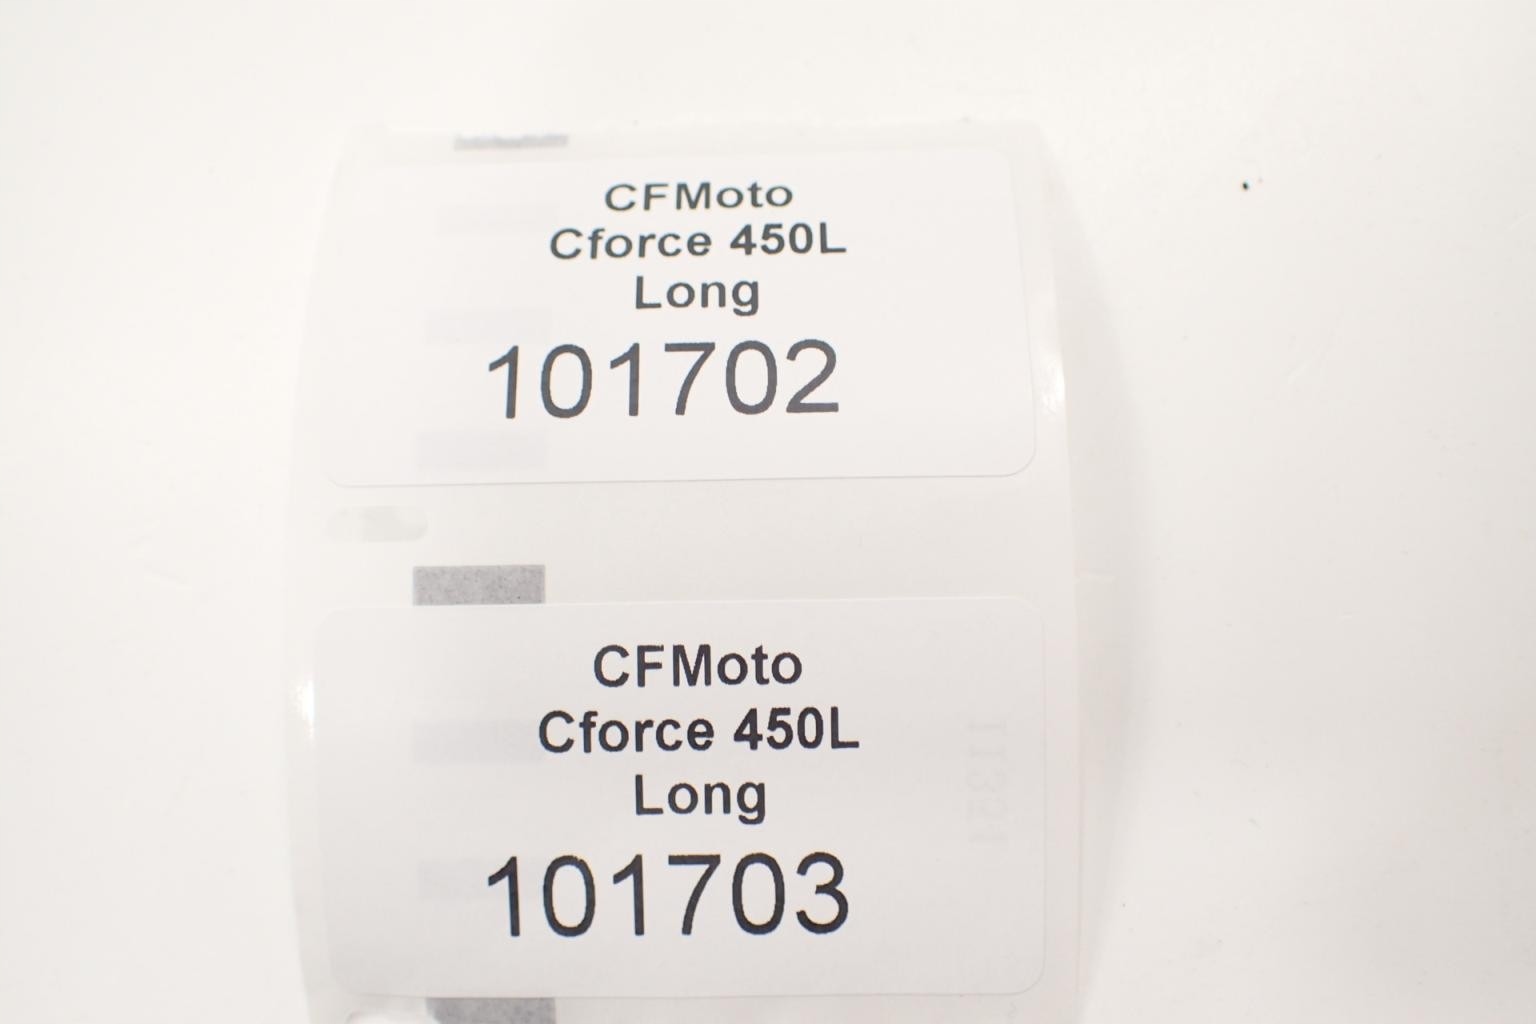 CFMoto
Cforce 450L
Long
101702
CFMoto
Cforce 450L
Long
101703